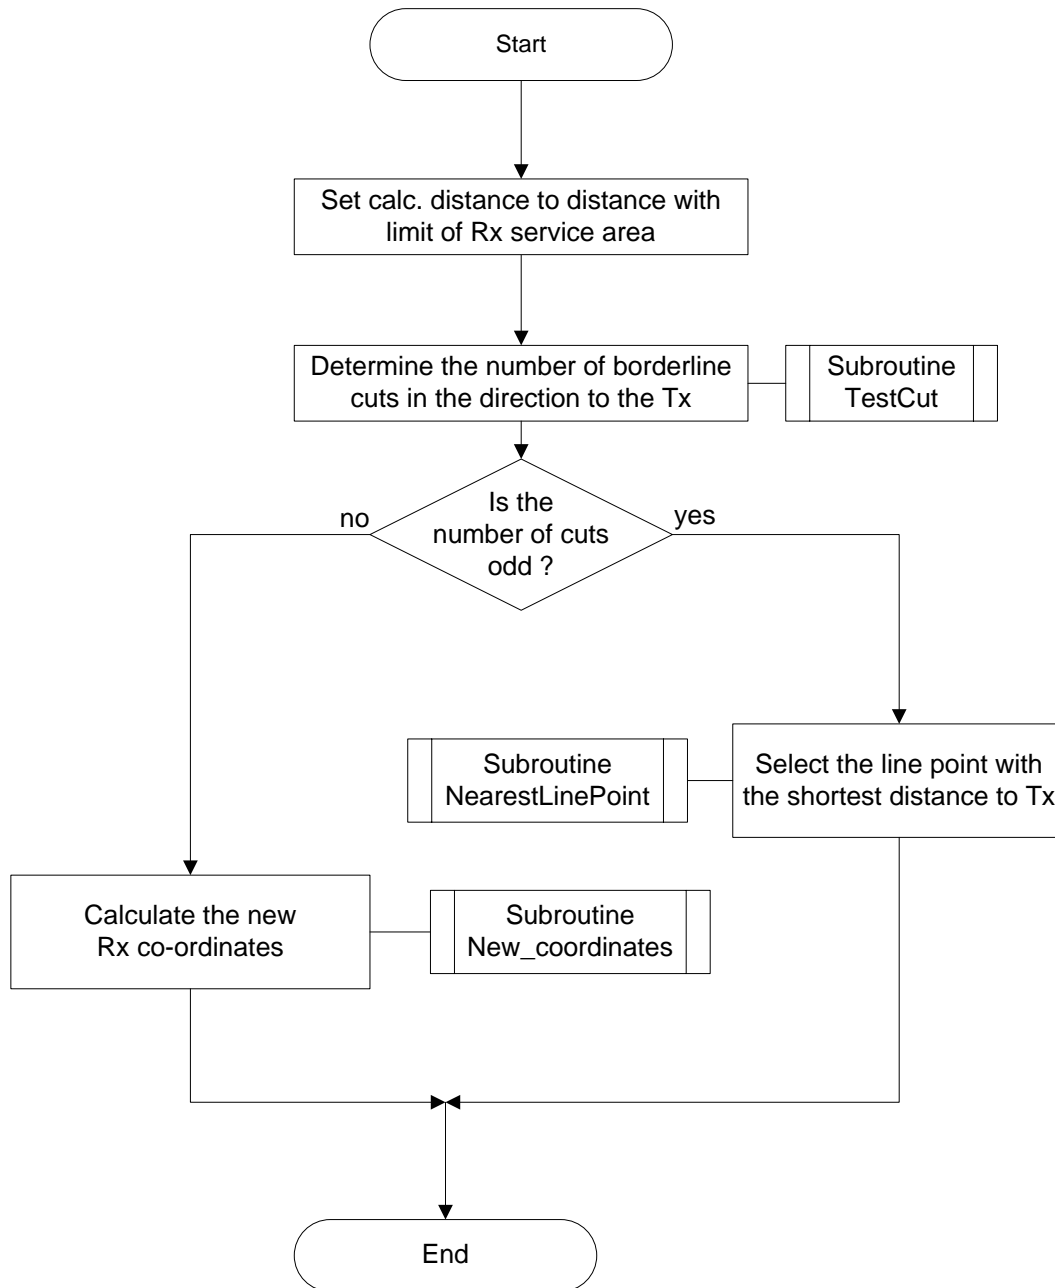 Start
Set calc. distance to distance with
limit of Rx service area
Determine the number of borderline
cuts in the direction to the Tx
Subroutine
TestCut
Is the
number of cuts
odd ?
no
yes
Subroutine
NearestLinePoint
Select the line point with
the shortest distance to Tx
Calculate the new
Rx co-ordinates
Subroutine
New_coordinates
End